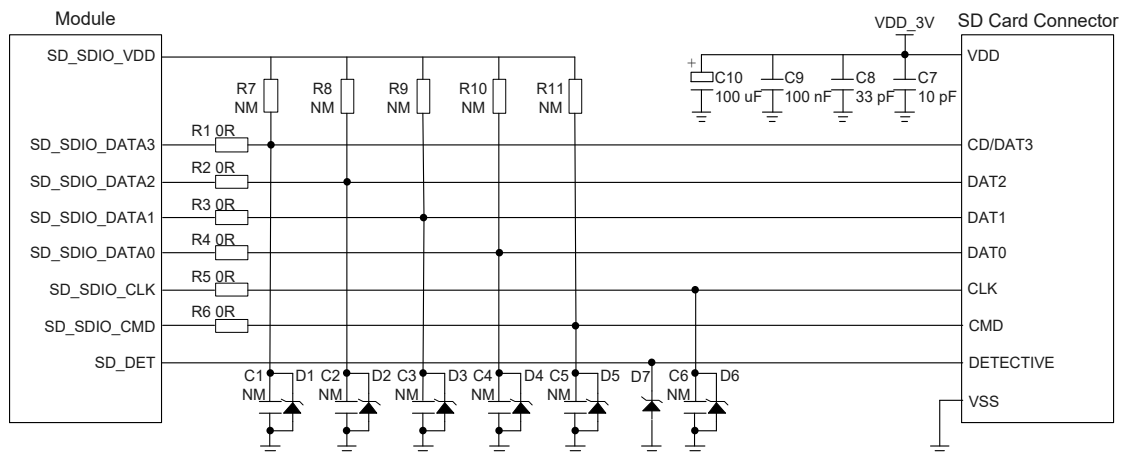 Module
SD Card Connector
VDD_3V
SD_SDIO_VDD
VDD
R7
NM
R8
NM
R9
NM
R10
NM
R11
NM
+
C10
100 uF
C9
100 nF
C8
33 pF
C7
10 pF
R1 0R
SD_SDIO_DATA3
CD/DAT3
R2 0R
SD_SDIO_DATA2
DAT2
R3 0R
SD_SDIO_DATA1
DAT1
R4 0R
SD_SDIO_DATA0
DAT0
R5 0R
SD_SDIO_CLK
CLK
R6 0R
SD_SDIO_CMD
CMD
SD_DET
DETECTIVE
C1
NM
D1
C2
NM
D2
C3
NM
D3
C4
NM
D4
C5
NM
D5
D7
C6
NM
D6
VSS